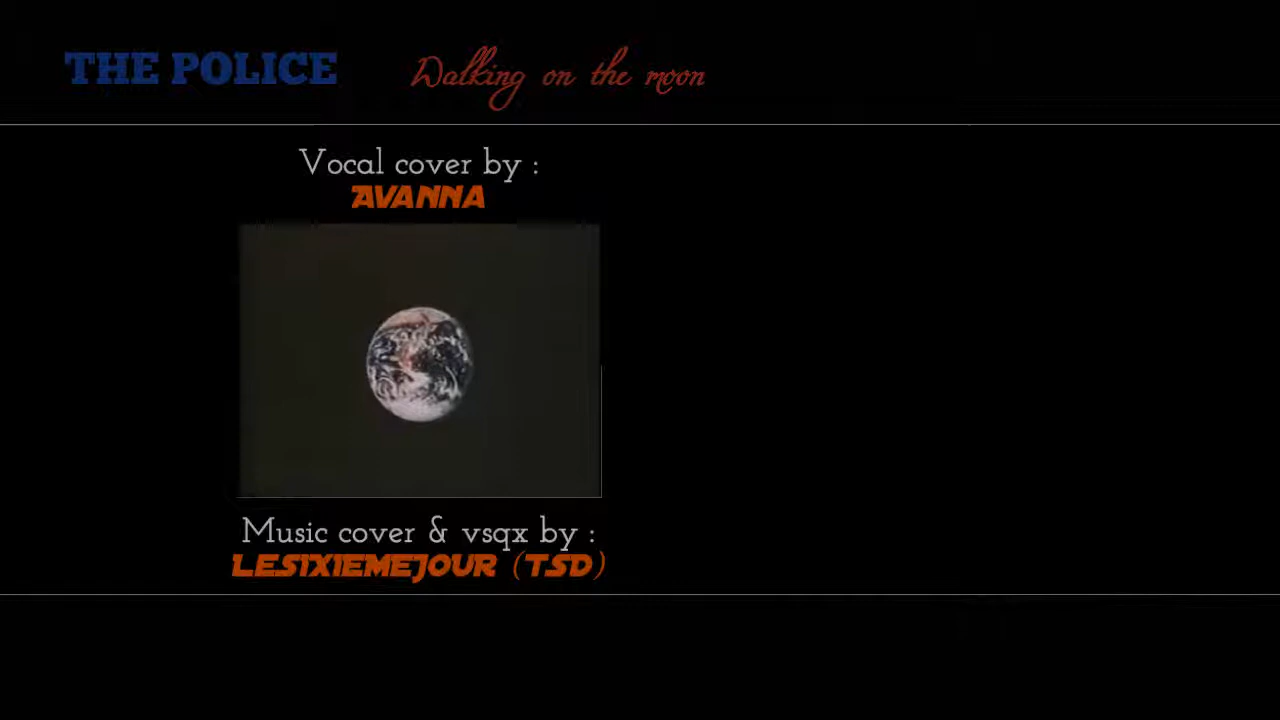 THE POLICE Walking on the moon
Vocal cover by :
AVANNA
Music cover & vsqx by :
LESIXIEMEJOUR (TSD)